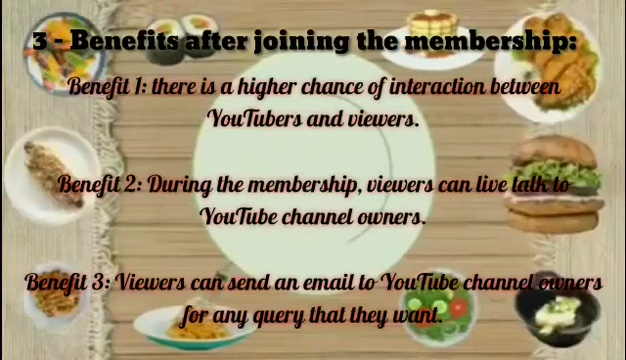 3 - Benefits after joining the membership:
Benefit 1: there is a higher chance of interaction between
YouTubers and viewers.
Benefit 2: During the membership, viewers can live talk to
YouTube channel owners.
Benefit 3: Viewers can send an email to YouTube channel owners
for any query that they want.